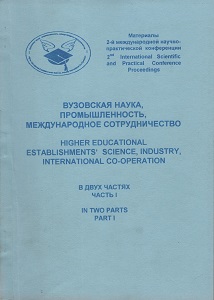 Материалы
2-й международной научно-
практической конференции
2nd International Scientific
and Practical Conference
Proceedings
ВУЗОВСКАЯ НАУКА,
ПРОМЫШЛЕННОСТЬ,
МЕЖДУНАРОДНОЕ СОТРУДНИЧЕСТВО
HIGHER EDUCATIONAL
ESTABLISHMENTS' SCIENCE, INDUSTRY,
INTERNATIONAL CO-OPERATION
В ДВУХ ЧАСТЯХ
ЧАСТЬ I
IN TWO PARTS
PART I